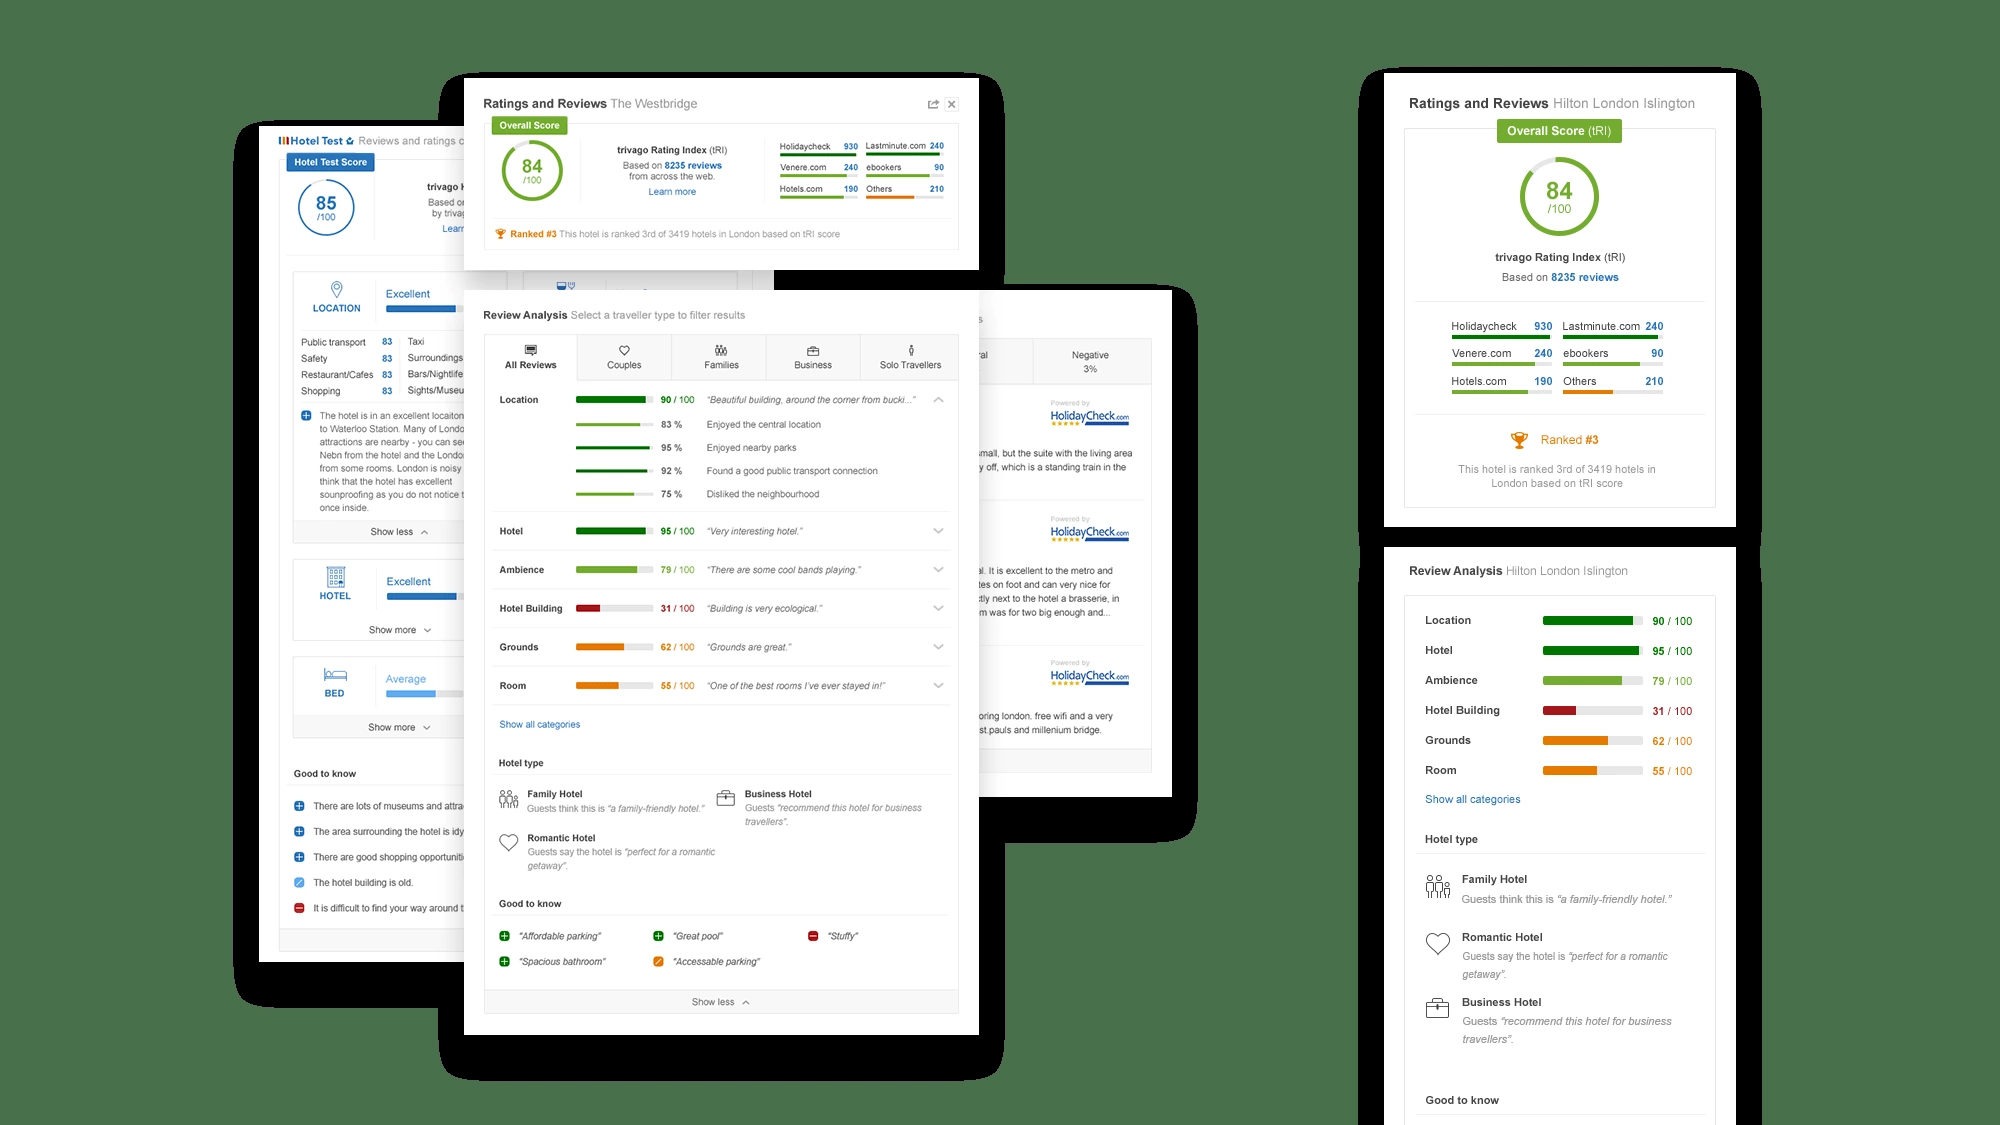 Hotel Test Reviews and ratings
Hotel Test Score
85
/100
trivago
Based
by
LOCATION
Excellent
Public transport 83 Taxi
Safety 83 Surroundings
Restaurant/Cafes 83 Bars/Nightlife
Shopping 83
The hotel is in an excellent locaiton
to Waterloo Station. Many of
attractions are nearby - you can
Nebn from the hotel and the
from some rooms. London is noisy
think that the hotel has excellent
sounproofing as you do not notice
once inside.
Show less
HOTEL
Excellent
Show more
BED
Average
Show more
Good to know
There are lots of museums and
The area surrounding the hotel is
There are good shopping
The hotel building is old.
It is difficult to find your way around
Ratings and Reviews The Westbridge
Overall Score
84
/100
trivago Rating Index (tRI)
Based on 8235 reviews
from across the web.
Learn more
Holidaycheck 930 Lastminute.com 240
Venere.com 240 ebookers 90
Hotels.com 190 Others 210
Ranked #3 This hotel is ranked 3rd of 3419 hotels in London based on tRI score
Review Analysis Select a traveller type to filter results
All Reviews Couples Families Business Solo Travellers
Location 90 / 100 “Beautiful building, around the corner from bucki...”
83 % Enjoyed the central location
95 % Enjoyed nearby parks
92 % Found a good public transport connection
75 % Disliked the neighbourhood
Hotel 95 / 100 “Very interesting hotel.”
Ambience 79 / 100 “There are some cool bands playing.”
Hotel Building 31 / 100 “Building is very ecological.”
Grounds 62 / 100 “Grounds are great.”
Room 55 / 100 “One of the best rooms I’ve ever stayed in!”
Show all categories
Hotel type
Family Hotel
Guests think this is “a family-friendly hotel.”
Business Hotel
Guests “recommend this hotel for business
travellers”.
Romantic Hotel
Guests say the hotel is “perfect for a romantic
getaway”.
Good to know
“Affordable parking” “Great pool” “Stuffy”
“Spacious bathroom” “Accessable parking”
Show less
Negative
3%
Powered by
HolidayCheck.com
small, but the suite with the living area
y off, which is a standing train in the
Powered by
HolidayCheck.com
It is excellent to the metro and
on foot and can very nice for
next to the hotel a brasserie, in
was for two big enough and...
Powered by
HolidayCheck.com
london. free wifi and a very
st.pauls and millenium bridge.
Ratings and Reviews Hilton London Islington
Overall Score (tRI)
84
/100
trivago Rating Index (tRI)
Based on 8235 reviews
Holidaycheck 930 Lastminute.com 240
Venere.com 240 ebookers 90
Hotels.com 190 Others 210
Ranked #3
This hotel is ranked 3rd of 3419 hotels in
London based on tRI score
Review Analysis Hilton London Islington
Location 90 / 100
Hotel 95 / 100
Ambience 79 / 100
Hotel Building 31 / 100
Grounds 62 / 100
Room 55 / 100
Show all categories
Hotel type
Family Hotel
Guests think this is “a family-friendly hotel.”
Romantic Hotel
Guests say the hotel is “perfect for a romantic
getaway”.
Business Hotel
Guests “recommend this hotel for business
travellers”.
Good to know